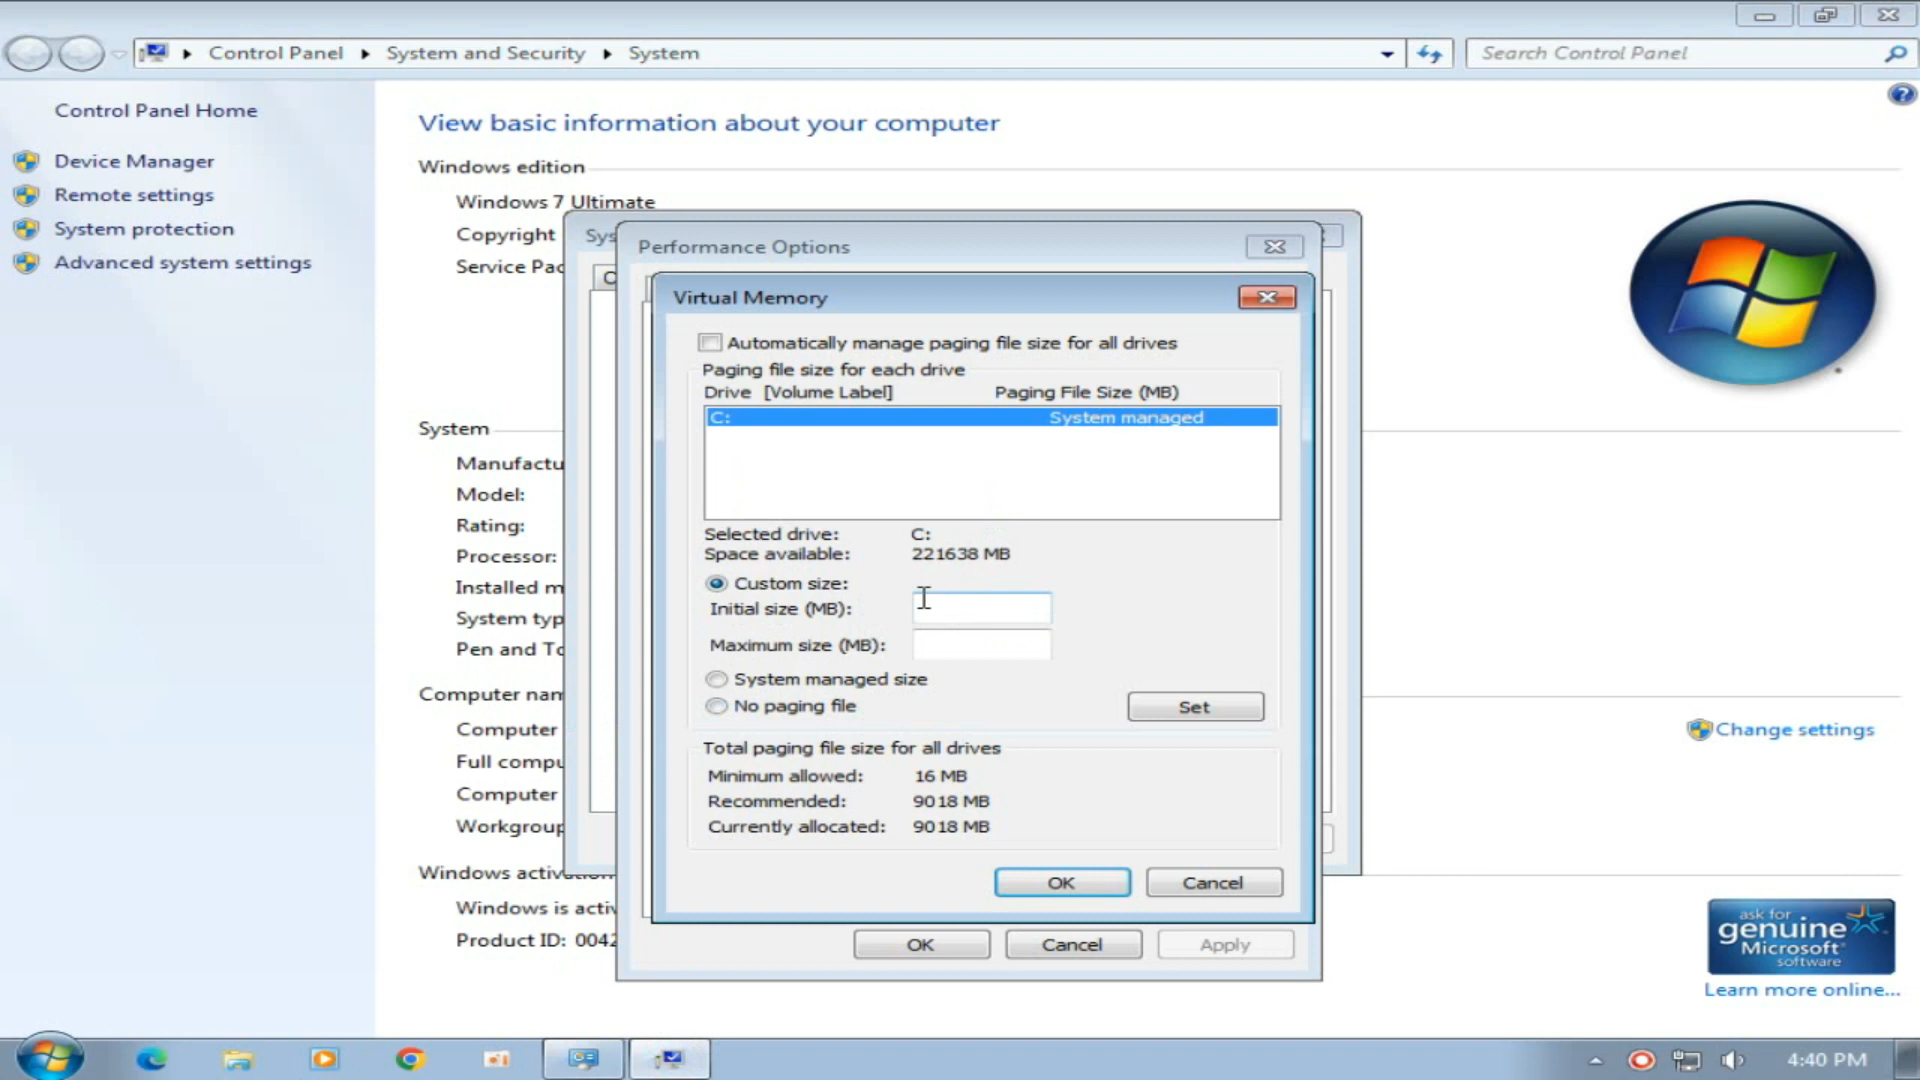 Control Panel
System and Security
System
Search Control Panel
Control Panel Home
Device Manager
Remote settings
System protection
Advanced system settings
View basic information about your computer
Windows edition
Windows 7 Ultimate
Copyright
Service Pac
System
Manufactu
Model:
Rating:
Processor:
Installed m
System typ
Pen and To
Computer nam
Computer
Full compu
Computer
Workgroup
Windows activ
Windows is activ
Product ID: 0042
Change settings
ask for
genuine
Microsoft
software
Learn more online...
Sys
Performance Options
OK
Cancel
Apply
Virtual Memory
Automatically manage paging file size for all drives
Paging file size for each drive
Drive [Volume Label] Paging File Size (MB)
C: System managed
Selected drive: C:
Space available: 221638 MB
Custom size:
Initial size (MB):
Maximum size (MB):
System managed size
No paging file
Set
Total paging file size for all drives
Minimum allowed: 16 MB
Recommended: 9018 MB
Currently allocated: 9018 MB
OK
Cancel
4:40 PM